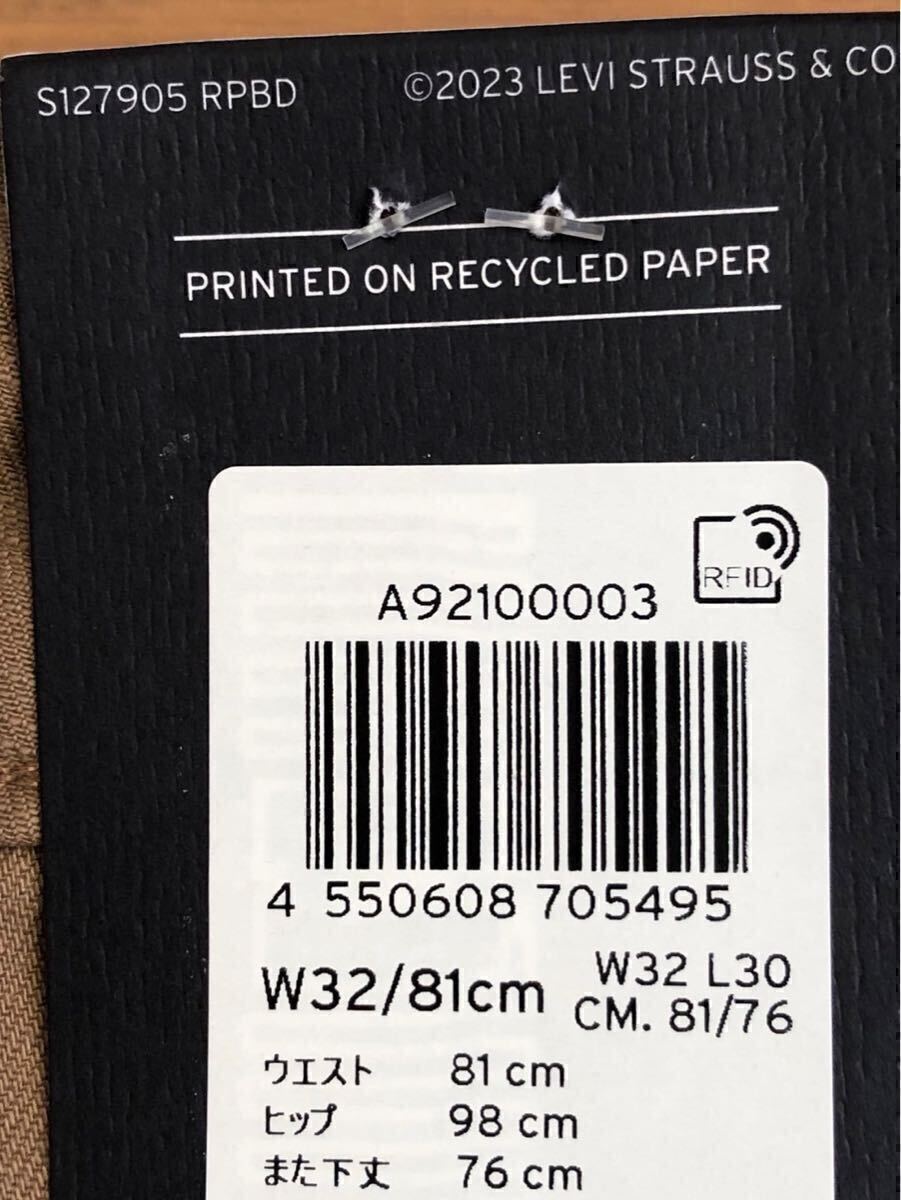 S127905 RPBD ©2023 LEVI STRAUSS & CO
PRINTED ON RECYCLED PAPER
RFID
A92100003
4 550608 705495
W32/81cm
W32 L30
CM. 81/76
ウエスト 81 cm
ヒップ 98 cm
また下丈 76 cm